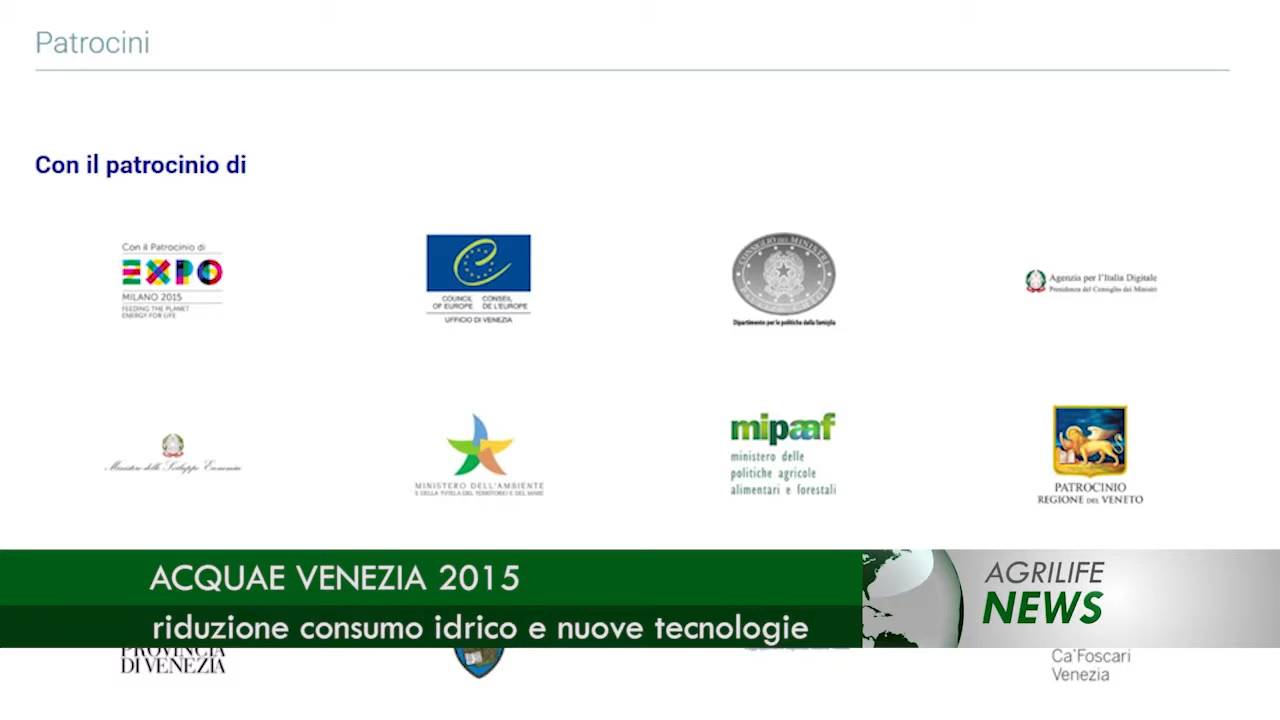 Patrocini
Con il patrocinio di
Con il Patrocinio di
EXPO
MILANO 2015
FEEDING THE PLANET
ENERGY FOR LIFE
COUNCIL OF EUROPE
CONSEIL DE L'EUROPE
UFFICIO DI VENEZIA
CONSIGLIO DEI MINISTRI
Dipartimento per le politiche della famiglia
Agenzia per l'Italia Digitale
Presidenza del Consiglio dei Ministri
Ministero dello Sviluppo Economico
MINISTERO DELL'AMBIENTE
E DELLA TUTELA DEL TERRITORIO E DEL MARE
mipaaf
ministero delle
politiche agricole
alimentari e forestali
PATROCINIO
REGIONE DEL VENETO
ACQUAE VENEZIA 2015
riduzione consumo idrico e nuove tecnologie
AGRILIFE
NEWS
PROVINCIA
DI VENEZIA
Ca'Foscari
Venezia